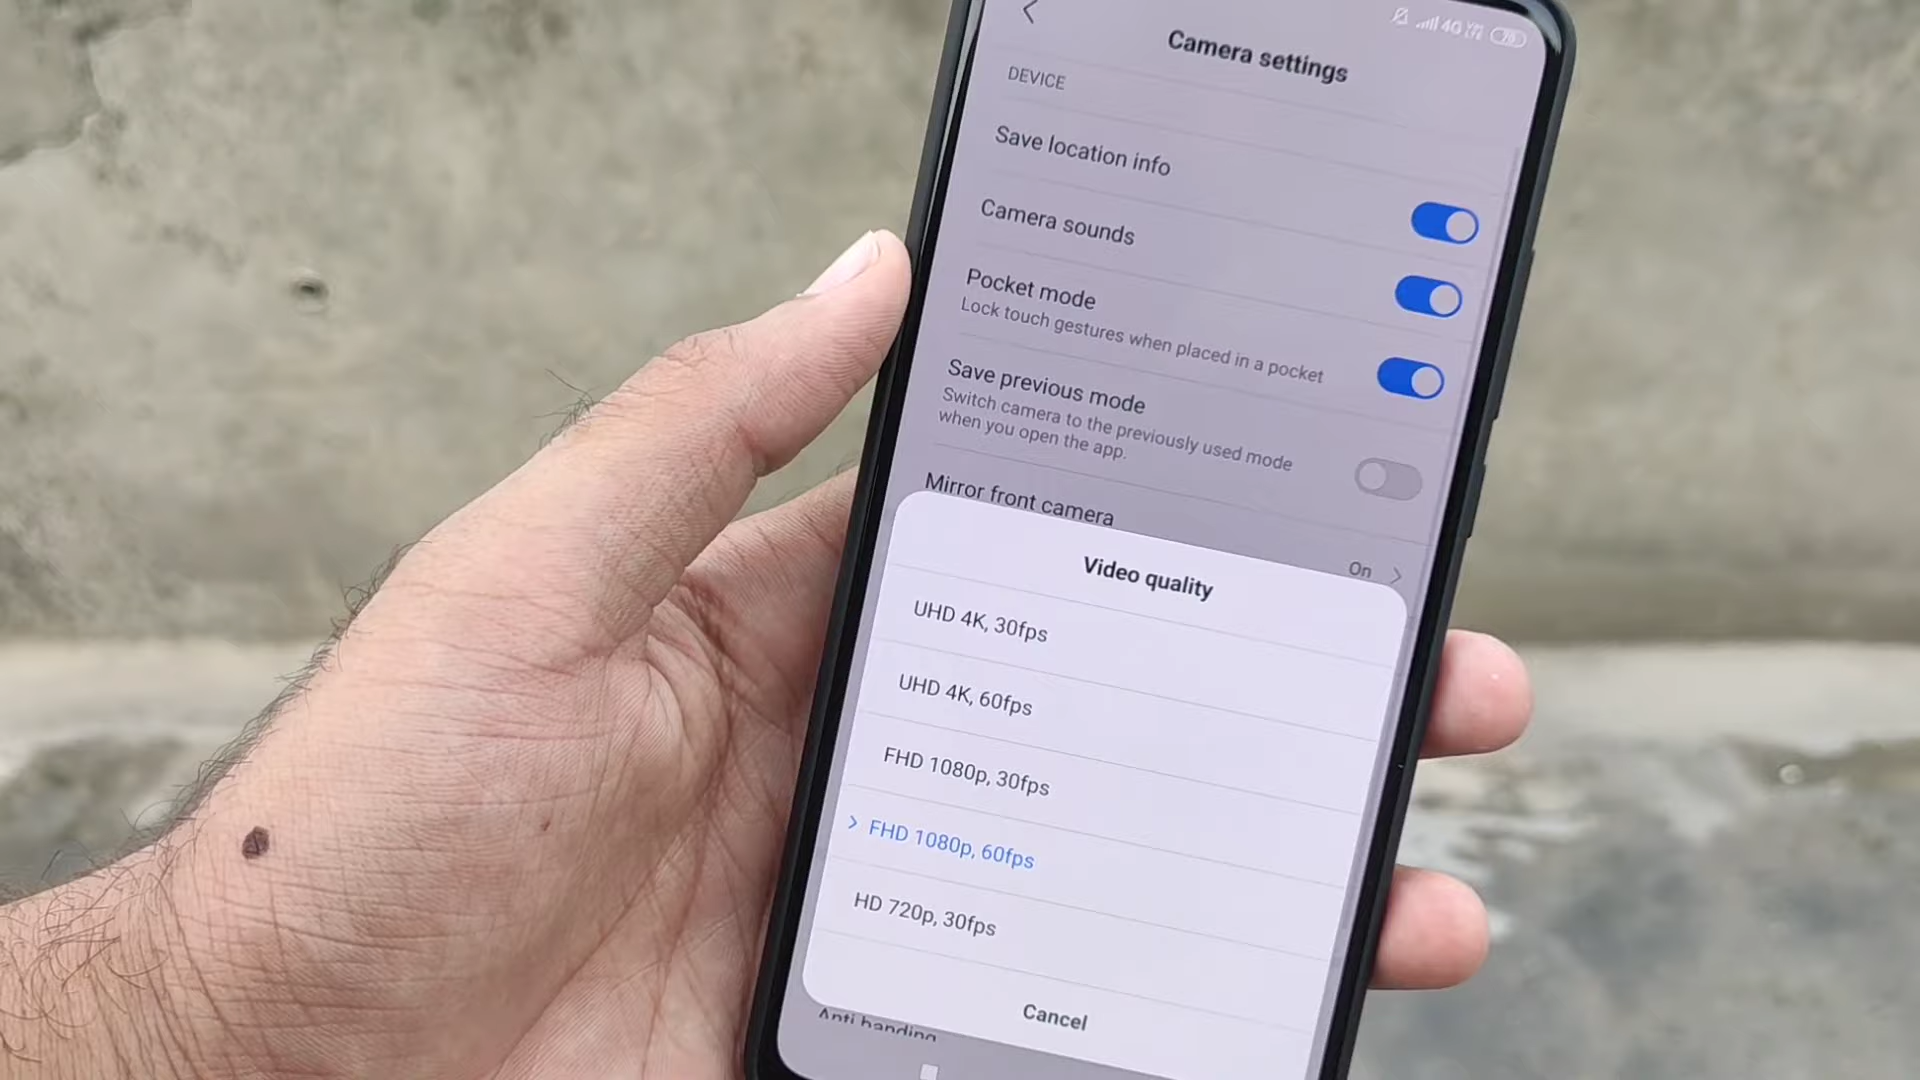 4G
Camera settings
DEVICE
Save location info
Camera sounds
Pocket mode
Lock touch gestures when placed in a pocket
Save previous mode
Switch camera to the previously used mode
when you open the app.
Mirror front camera
On
Video quality
UHD 4K, 30fps
UHD 4K, 60fps
FHD 1080p, 30fps
FHD 1080p, 60fps
HD 720p, 30fps
Cancel
Anti banding